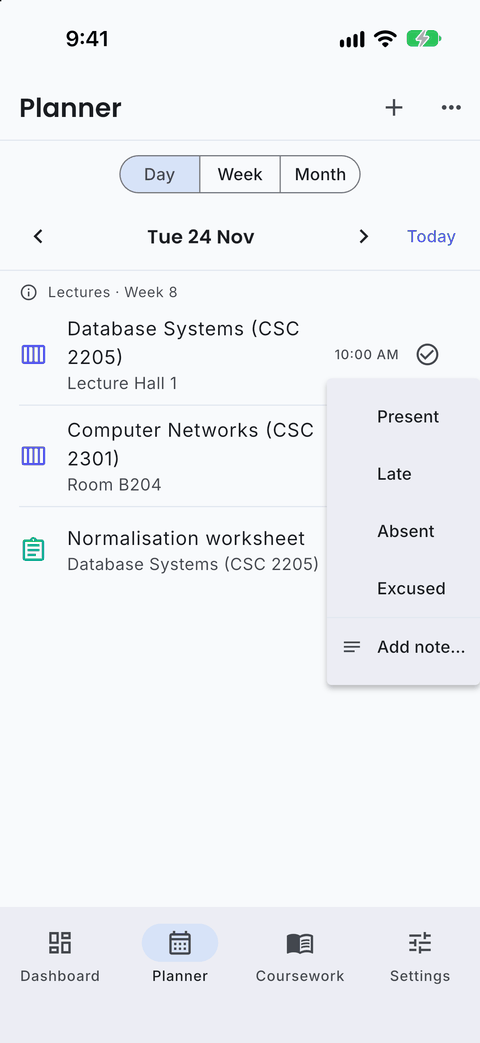 9:41
Planner
Day Week Month
Tue 24 Nov Today
Lectures · Week 8
Database Systems (CSC
2205)
Lecture Hall 1
10:00 AM
Computer Networks (CSC
2301)
Room B204
Normalisation worksheet
Database Systems (CSC 2205)
Present
Late
Absent
Excused
Add note...
Dashboard Planner Coursework Settings